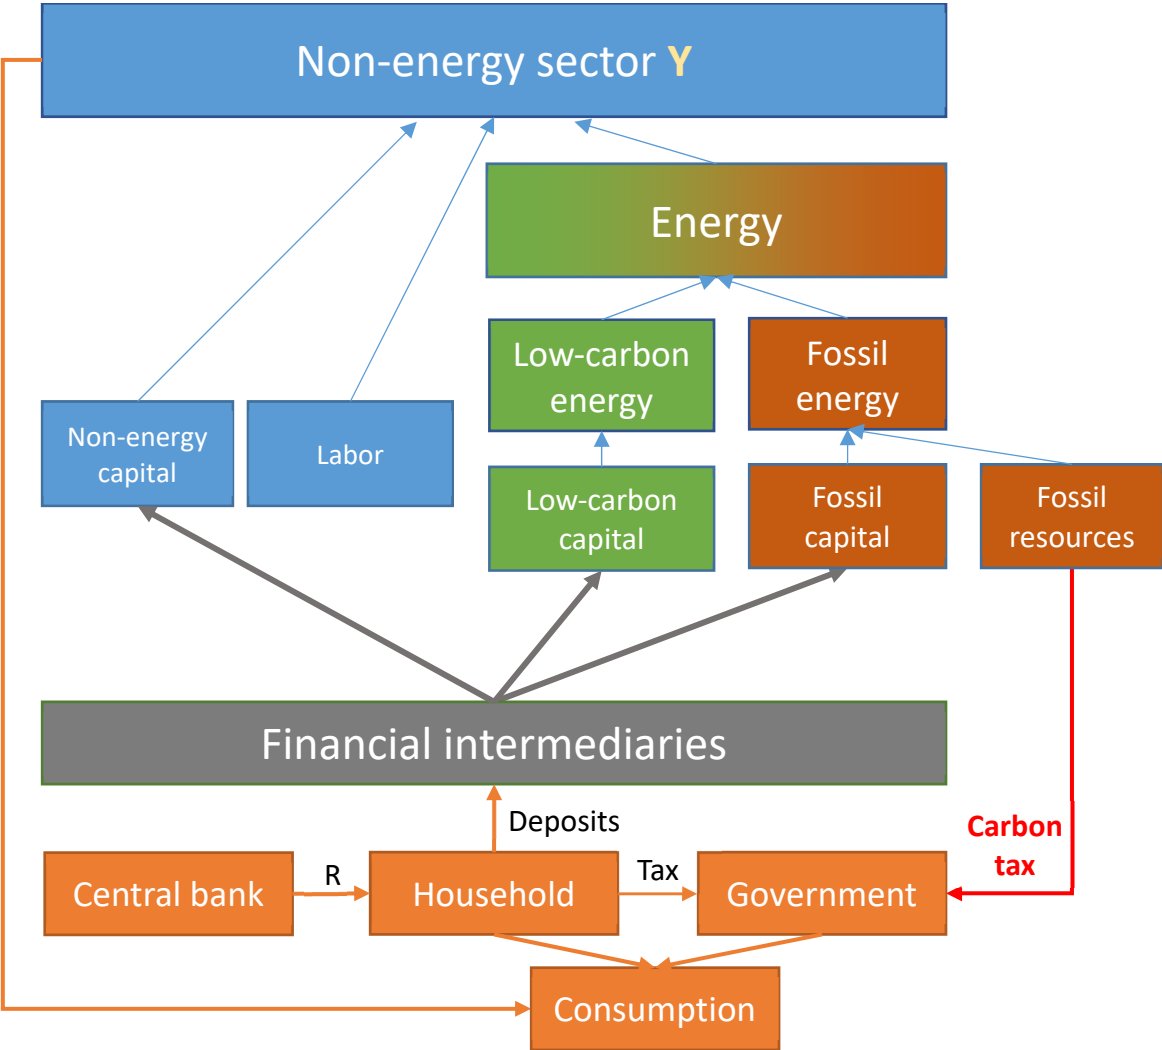 Non-energy sector Y
Energy
Low-carbon
energy
Fossil
energy
Non-energy
capital
Labor
Low-carbon
capital
Fossil
capital
Fossil
resources
Financial intermediaries
Deposits
Carbon
tax
Central bank
R
Household
Tax
Government
Consumption